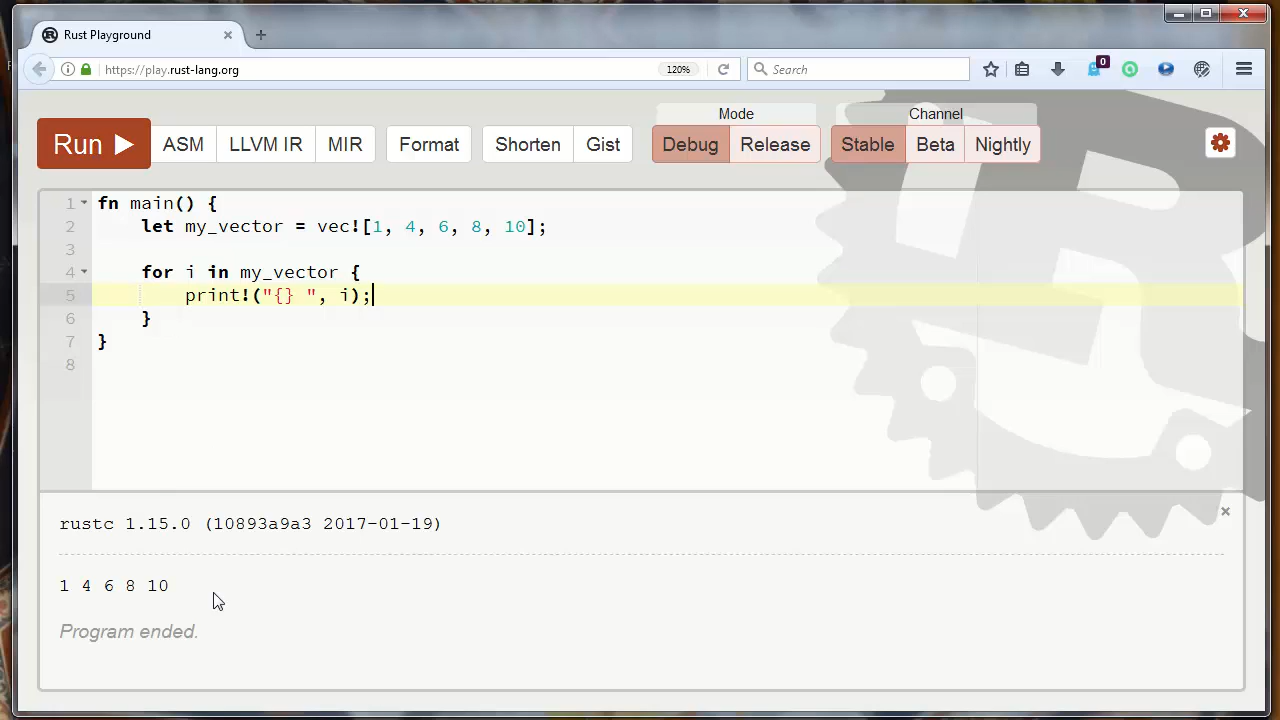 Rust Playground
https://play.rust-lang.org
120%
Search
0
Run
ASM
LLVM IR
MIR
Format
Shorten
Gist
Mode
Debug
Release
Channel
Stable
Beta
Nightly
1 fn main() {
2     let my_vector = vec![1, 4, 6, 8, 10];
3
4     for i in my_vector {
5         print!("{} ", i);
6     }
7 }
8
rustc 1.15.0 (10893a9a3 2017-01-19)
1 4 6 8 10
Program ended.